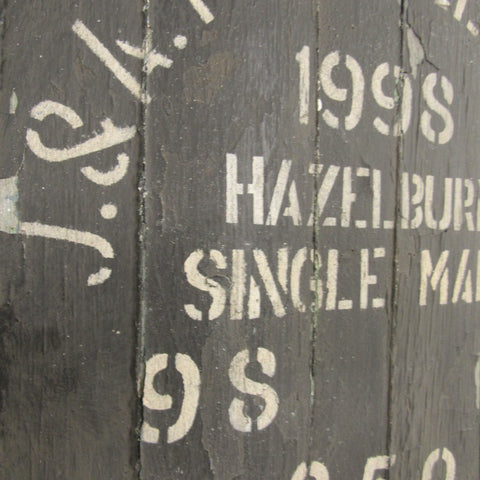 J. & A.
1998
HAZELBUR
SINGLE MA
98